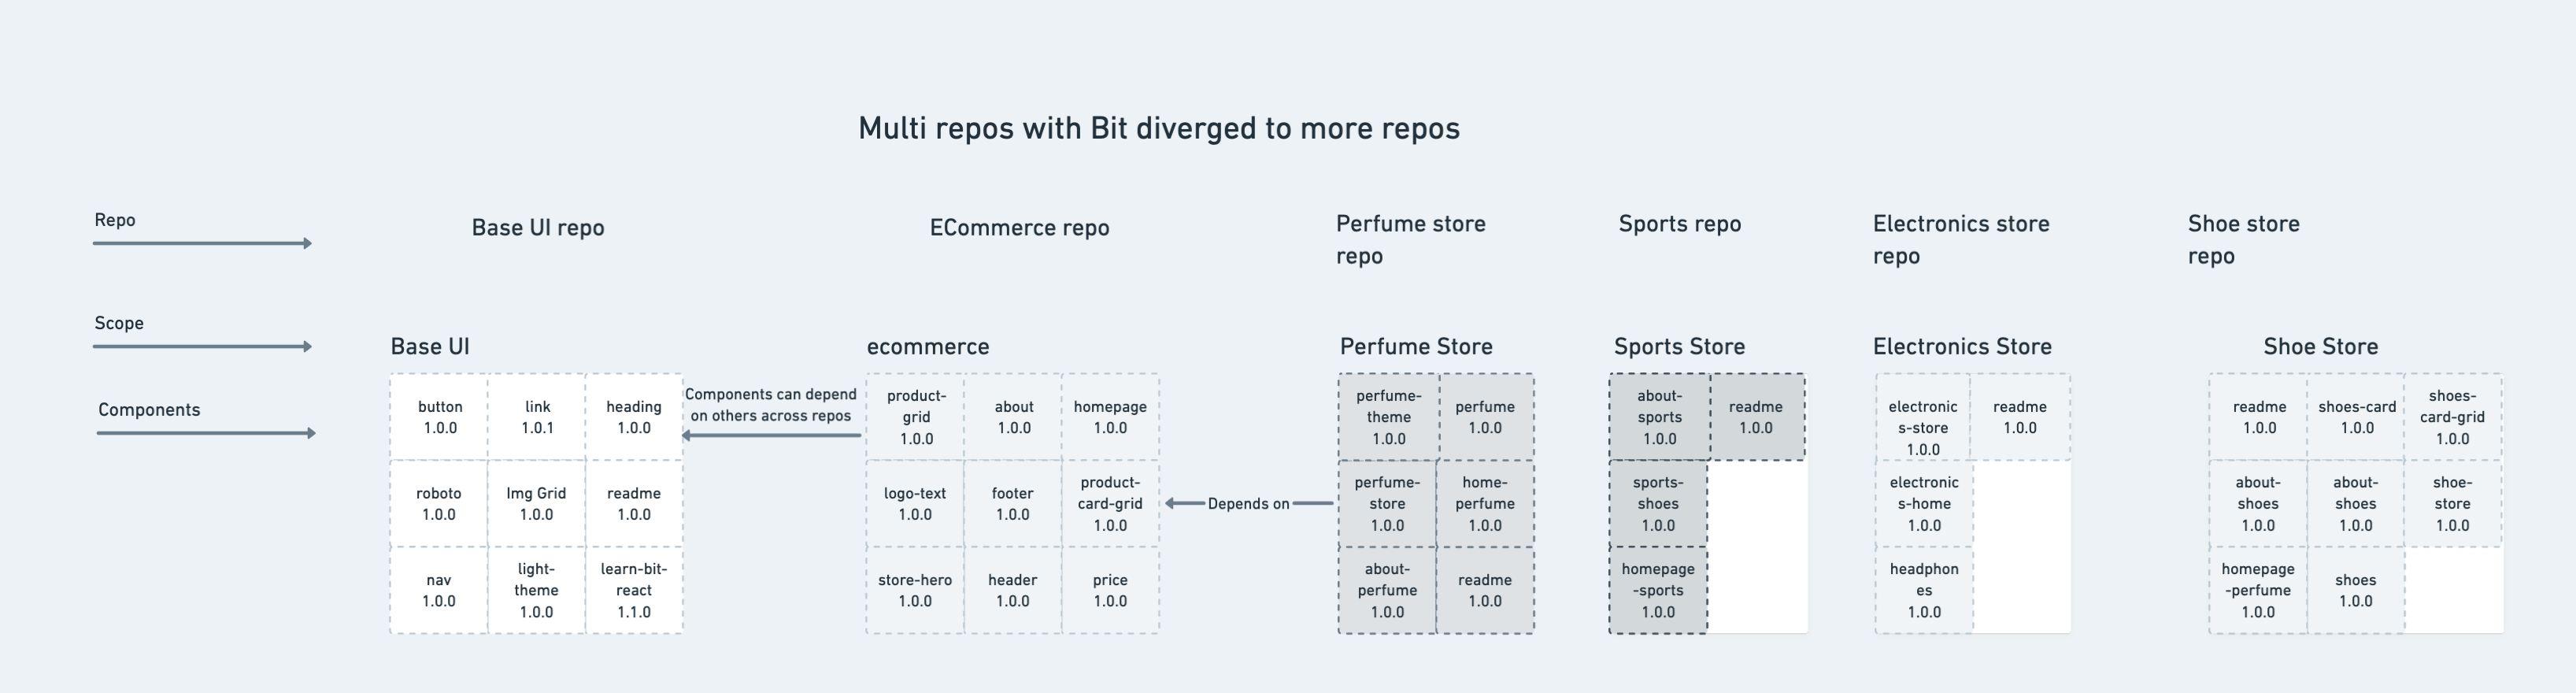 Multi repos with Bit diverged to more repos
Repo
Base UI repo
ECommerce repo
Perfume store
repo
Sports repo
Electronics store
repo
Shoe store
repo
Scope
Base UI
ecommerce
Perfume Store
Sports Store
Electronics Store
Shoe Store
Components
button
1.0.0
link
1.0.1
heading
1.0.0
roboto
1.0.0
Img Grid
1.0.0
readme
1.0.0
nav
1.0.0
light-
theme
1.0.0
learn-bit-
react
1.1.0
Components can depend
on others across repos
product-
grid
1.0.0
about
1.0.0
homepage
1.0.0
logo-text
1.0.0
footer
1.0.0
product-
card-grid
1.0.0
store-hero
1.0.0
header
1.0.0
price
1.0.0
Depends on
perfume-
theme
1.0.0
perfume
1.0.0
perfume-
store
1.0.0
home-
perfume
1.0.0
about-
perfume
1.0.0
readme
1.0.0
about-
sports
1.0.0
readme
1.0.0
sports-
shoes
1.0.0
homepage
-sports
1.0.0
electronic
s-store
1.0.0
readme
1.0.0
electronic
s-home
1.0.0
headphon
es
1.0.0
readme
1.0.0
shoes-card
1.0.0
shoes-
card-grid
1.0.0
about-
shoes
1.0.0
about-
shoes
1.0.0
shoe-
store
1.0.0
homepage
-perfume
1.0.0
shoes
1.0.0